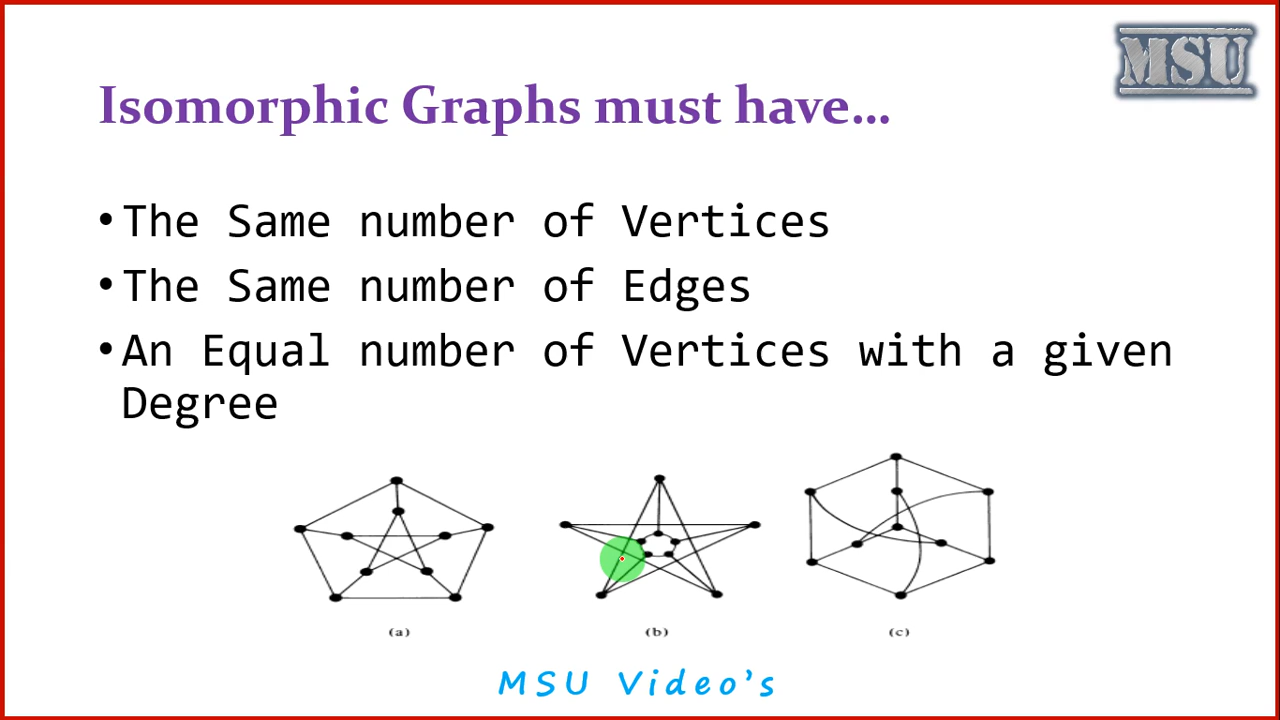 MSU
Isomorphic Graphs must have...
•The Same number of Vertices
•The Same number of Edges
•An Equal number of Vertices with a given
Degree
(a) (b) (c)
MSU Video's